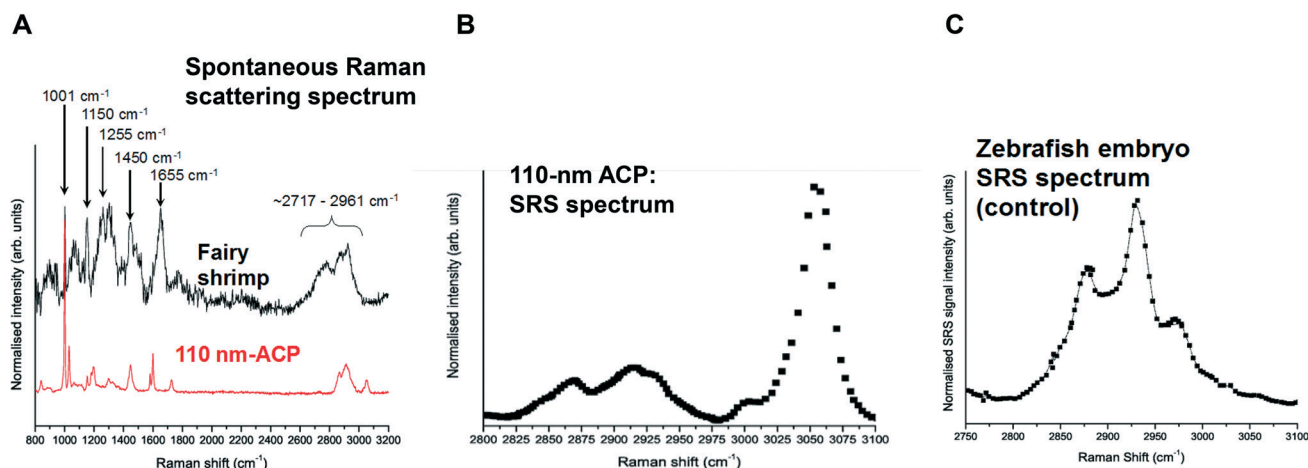 A
Spontaneous Raman
scattering spectrum
1001 cm-1
1150 cm-1
1255 cm-1
1450 cm-1
1655 cm-1
~2717 - 2961 cm-1
Fairy
shrimp
110 nm-ACP
Normalised intensity (arb. units)
800 1000 1200 1400 1600 1800 2000 2200 2400 2600 2800 3000 3200
Raman shift (cm-1)
B
110-nm ACP:
SRS spectrum
Normalised intensity (arb. units)
2800 2825 2850 2875 2900 2925 2950 2975 3000 3025 3050 3075 3100
Raman shift (cm-1)
C
Zebrafish embryo
SRS spectrum
(control)
Normalised SRS signal intensity (arb. units)
2750 2800 2850 2900 2950 3000 3050 3100
Raman Shift (cm-1)